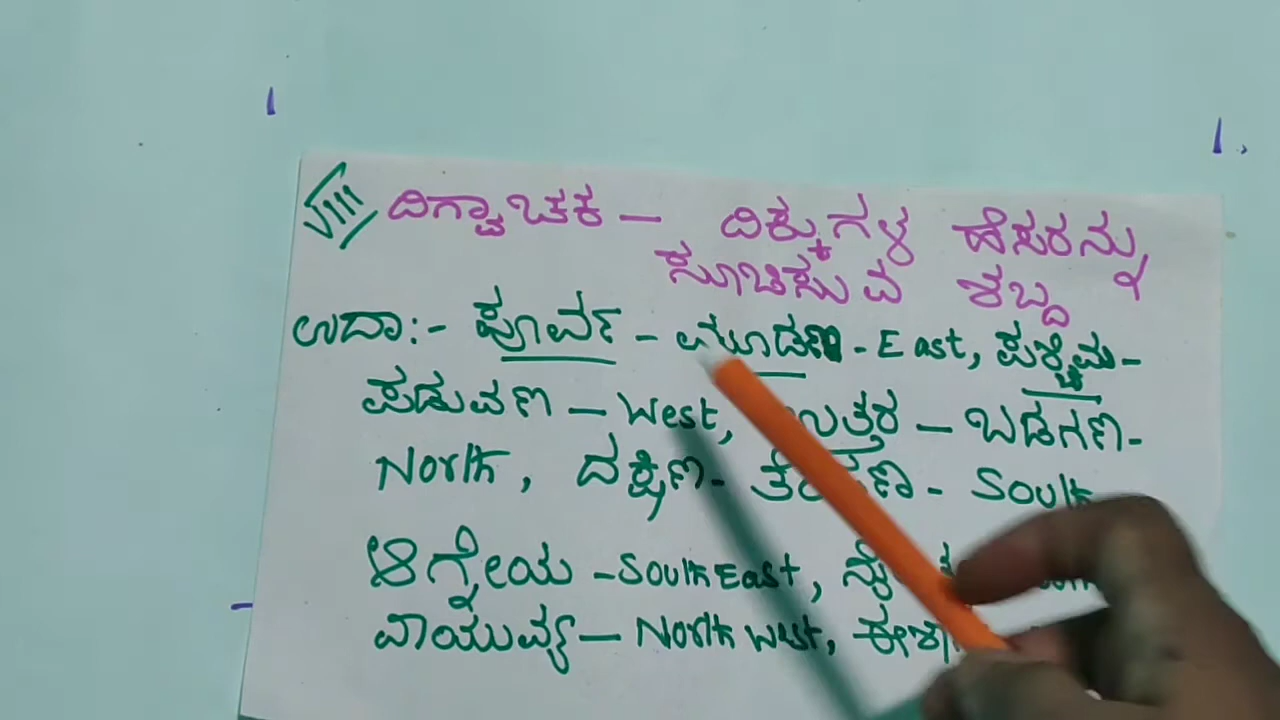 VIII ದಿಗ್ವಾಚಕ – ದಿಕ್ಕುಗಳ ಹೆಸರನ್ನು
ಸೂಚಿಸುವ ಶಬ್ದ
ಉದಾ:- ಪೂರ್ವ - ಮೂಡಣ - East, ಪಶ್ಚಿಮ-
ಪಡುವಣ – West, ಉತ್ತರ – ಬಡಗಣ-
North, ದಕ್ಷಿಣ - - South
ಆಗ್ನೇಯ - South East,
ವಾಯುವ್ಯ – North West,